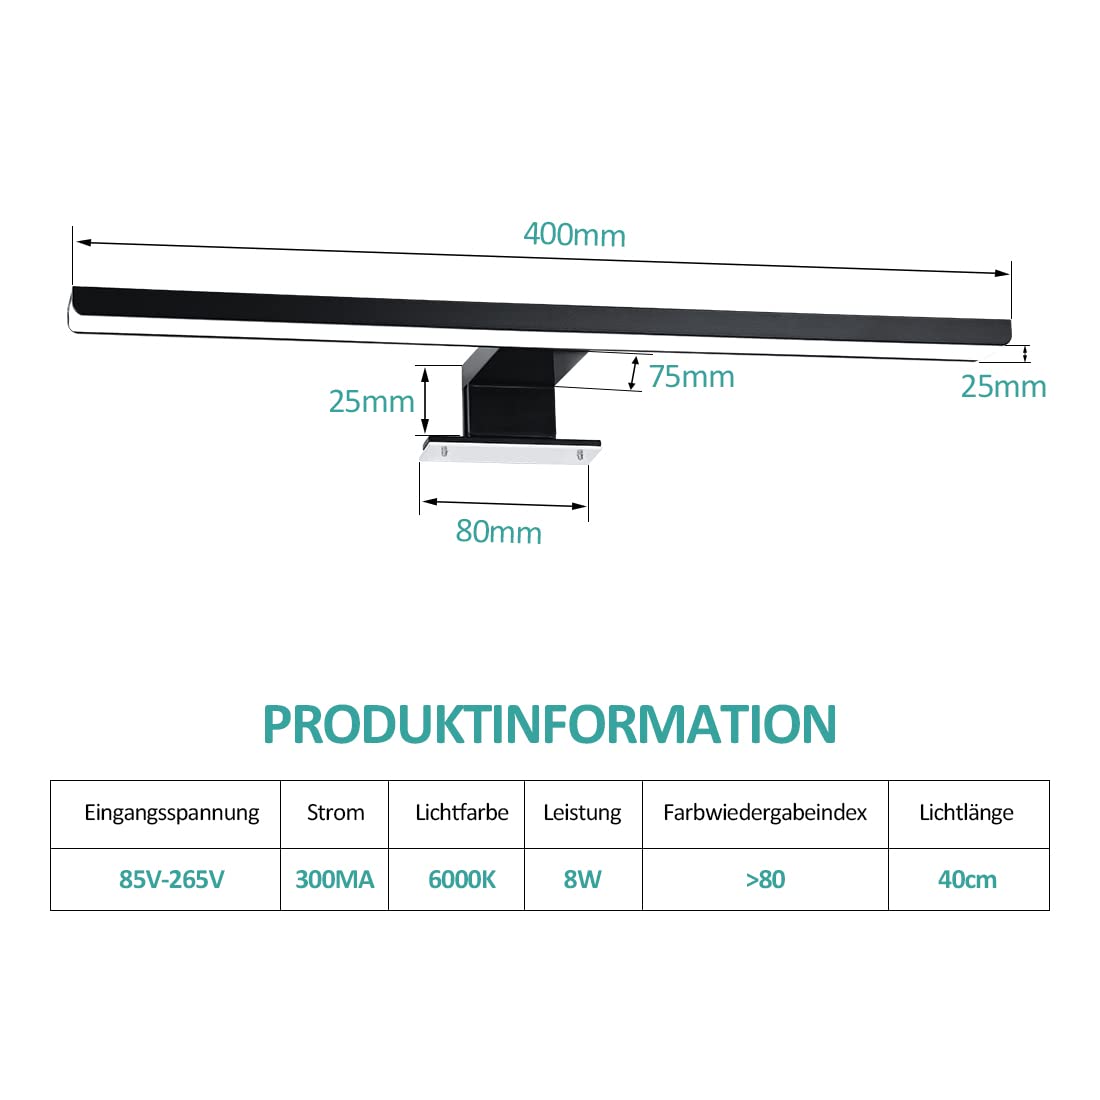 400mm
75mm
25mm
25mm
80mm
PRODUKTINFORMATION
Eingangsspannung Strom Lichtfarbe Leistung Farbwiedergabeindex Lichtlänge
85V-265V 300MA 6000K 8W >80 40cm